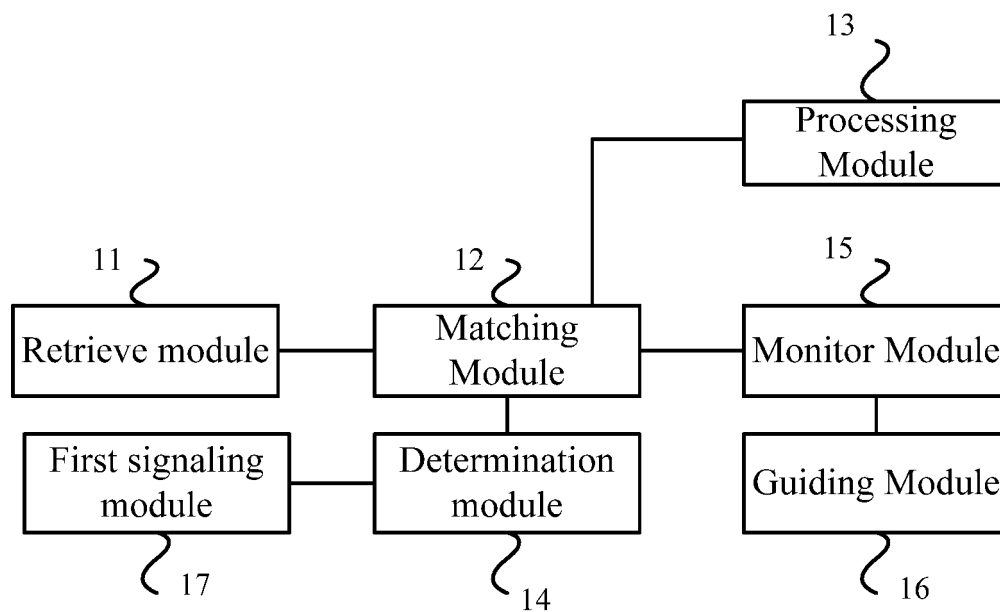 13
Processing
Module
11
12
15
Retrieve module
Matching
Module
Monitor Module
First signaling
module
Determination
module
Guiding Module
17
14
16